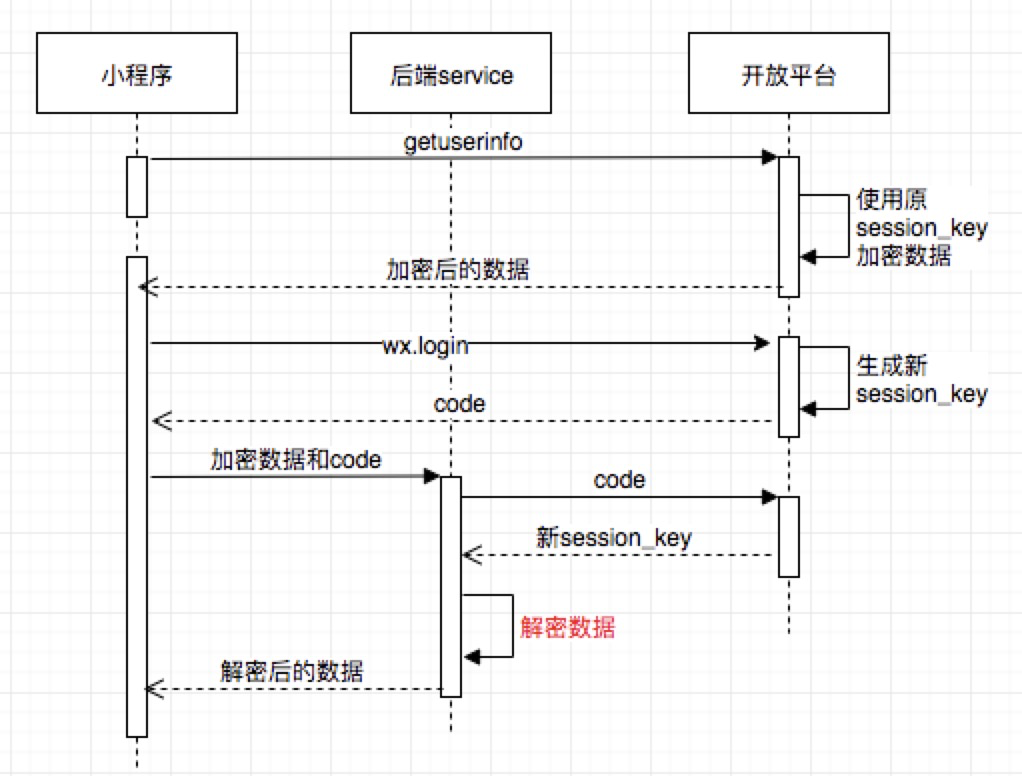 小程序
后端service
开放平台
getuserinfo
使用原
session_key
加密数据
加密后的数据
wx.login
生成新
session_key
code
加密数据和code
code
新session_key
解密数据
解密后的数据